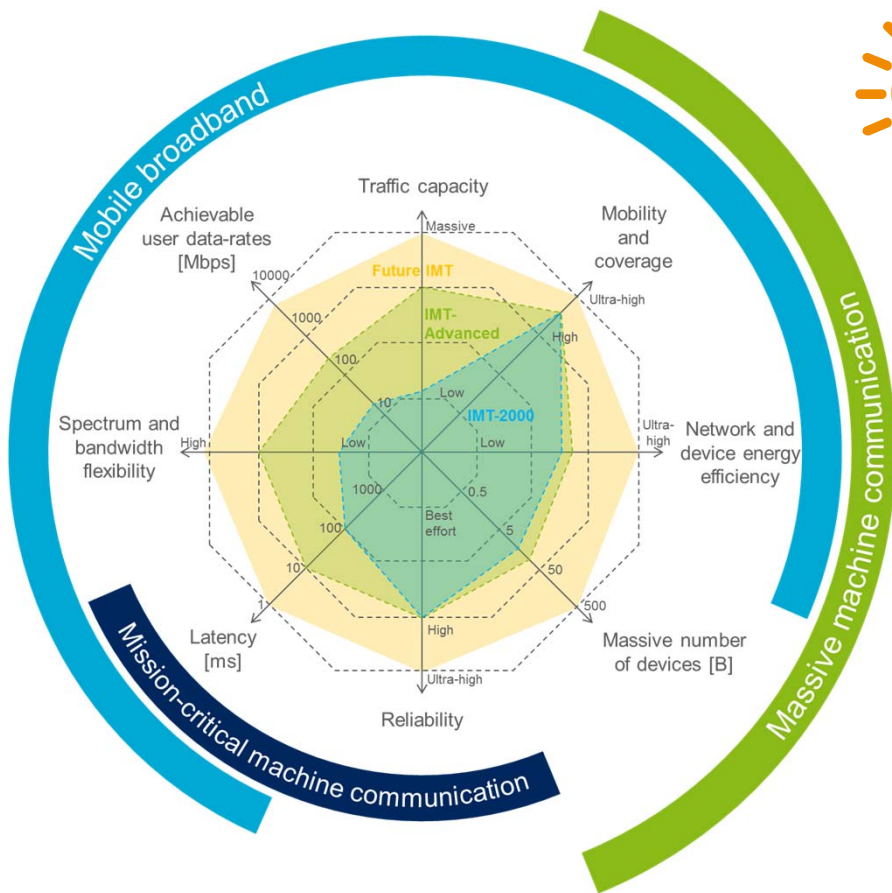 Mobile broadband
Massive machine communication
Mission-critical machine communication
Traffic capacity
Massive
Achievable
user data-rates
[Mbps]
10000
1000
100
10
Mobility
and
coverage
Ultra-high
High
Future IMT
IMT-
Advanced
IMT-2000
Low
Spectrum and
bandwidth
flexibility
High
Low
Low
Ultra-
high
Network and
device energy
efficiency
1000
100
10
1
Latency
[ms]
Best
effort
High
Ultra-high
Reliability
0.5
5
50
500
Massive number
of devices [B]